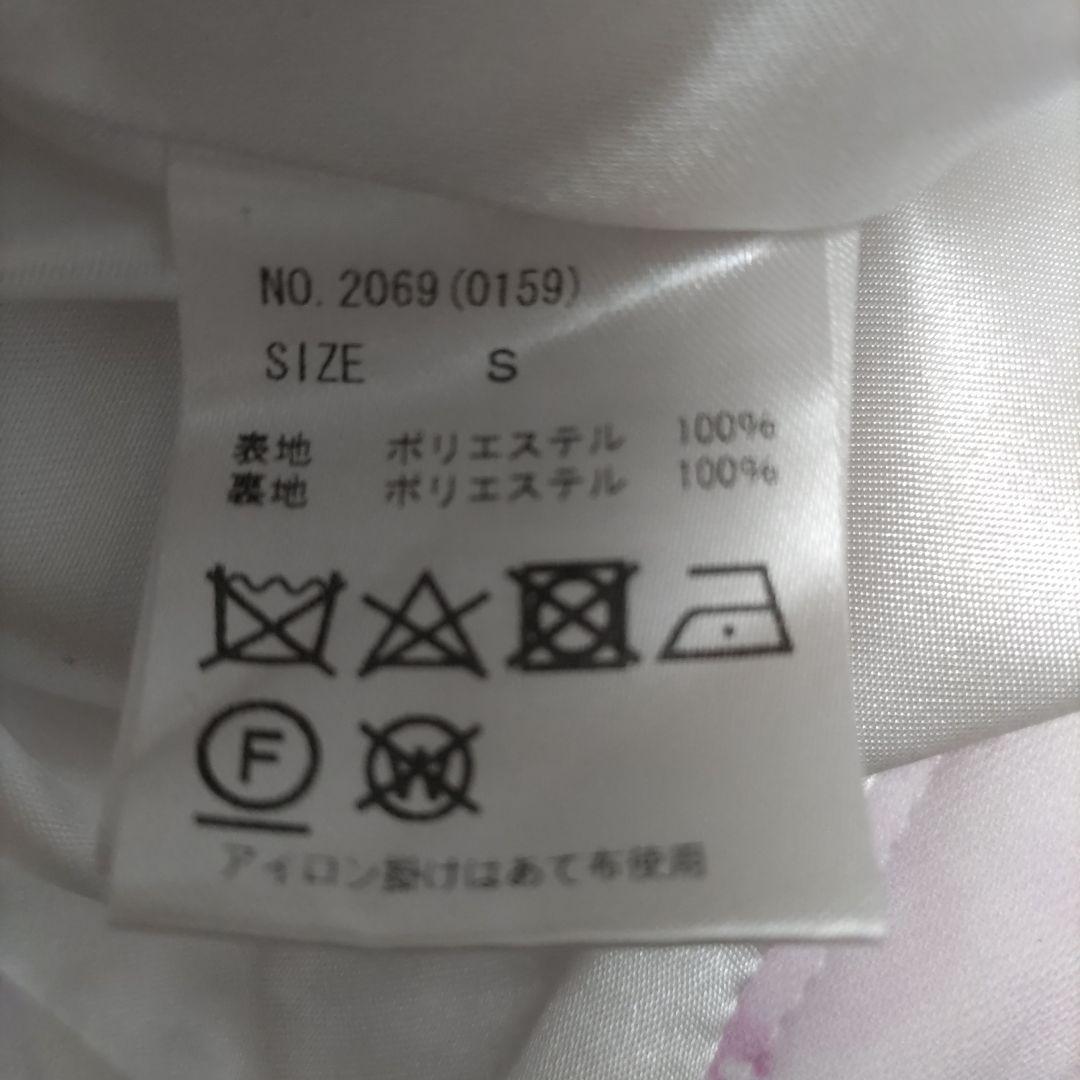 NO. 2069(0159)
SIZE S
表地 ポリエステル 100%
裏地 ポリエステル 100%
F W
アイロン掛けはあて布使用